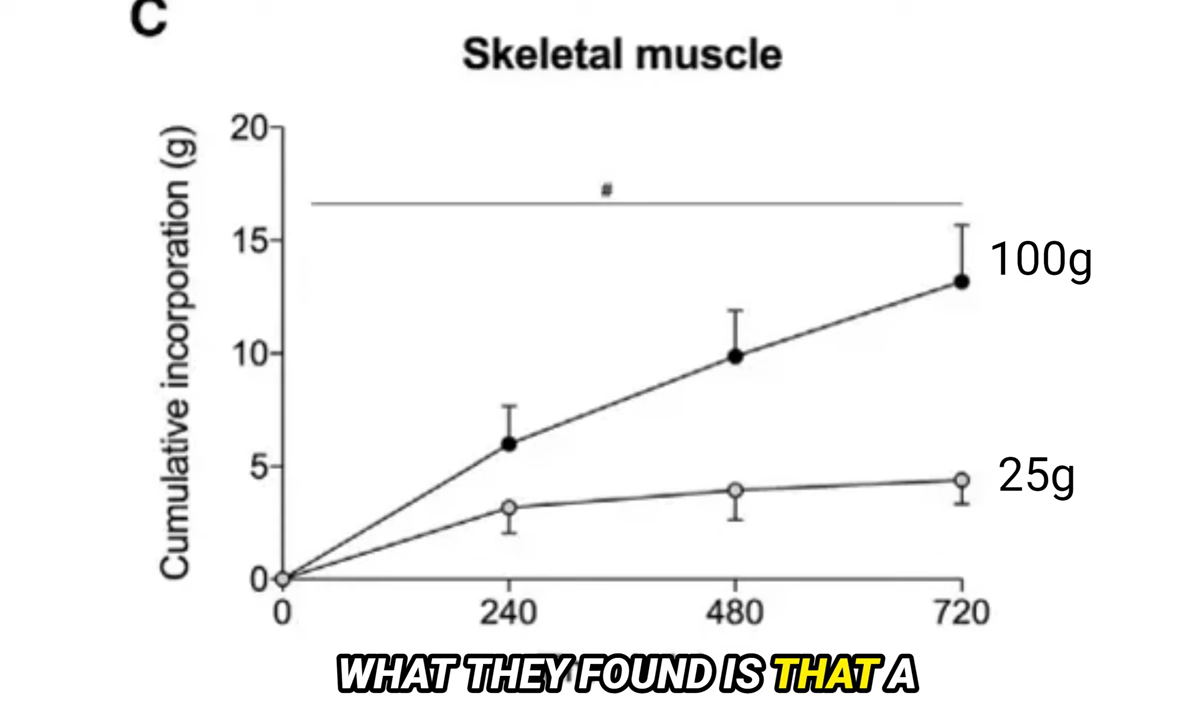 C
Skeletal muscle
Cumulative incorporation (g)
20
#
15
100g
10
5
25g
0
0 240 480 720
WHAT THEY FOUND IS THAT A